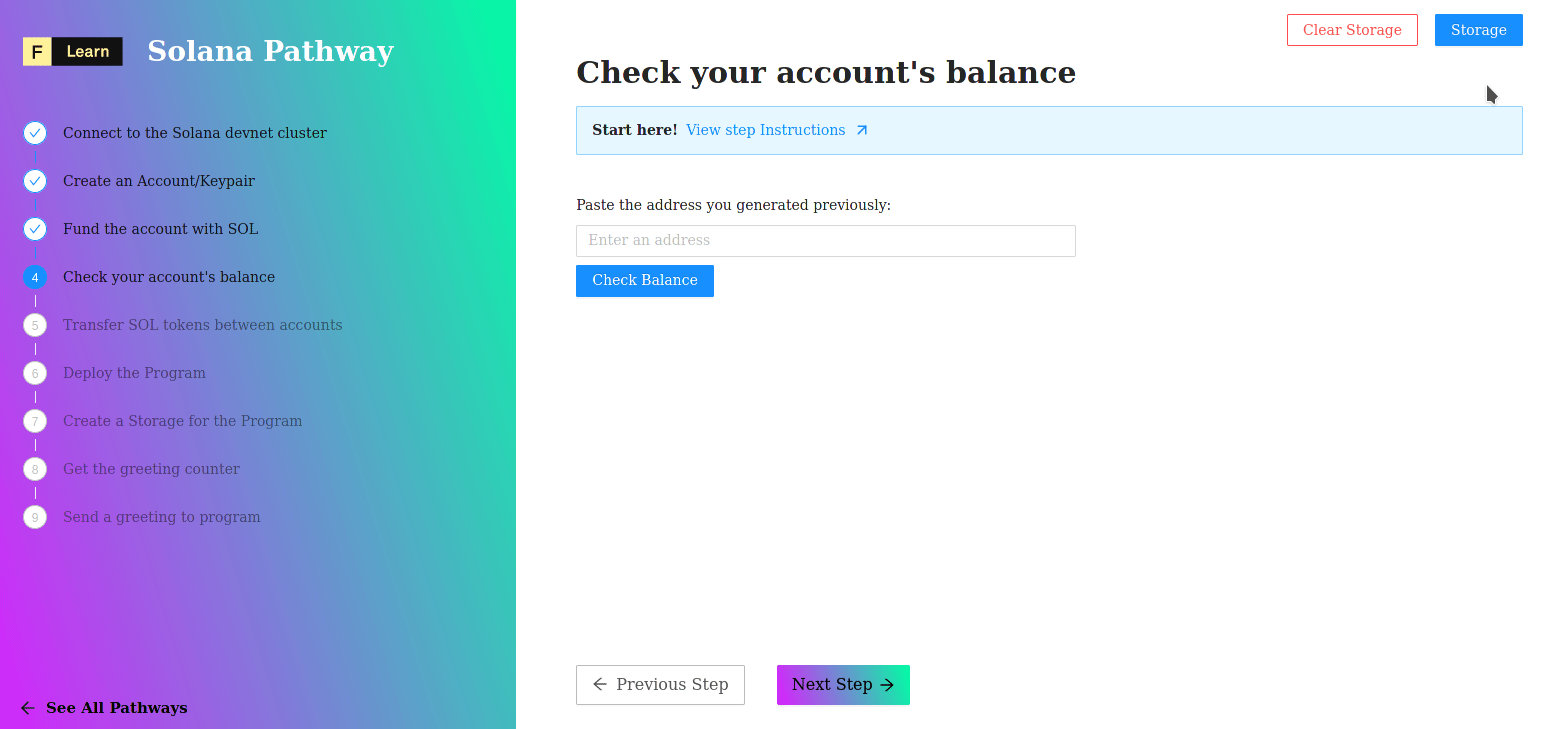 F Learn Solana Pathway
Connect to the Solana devnet cluster
Create an Account/Keypair
Fund the account with SOL
4 Check your account's balance
5 Transfer SOL tokens between accounts
6 Deploy the Program
7 Create a Storage for the Program
8 Get the greeting counter
9 Send a greeting to program
See All Pathways
Clear Storage Storage
Check your account's balance
Start here! View step Instructions
Paste the address you generated previously:
Enter an address
Check Balance
Previous Step Next Step